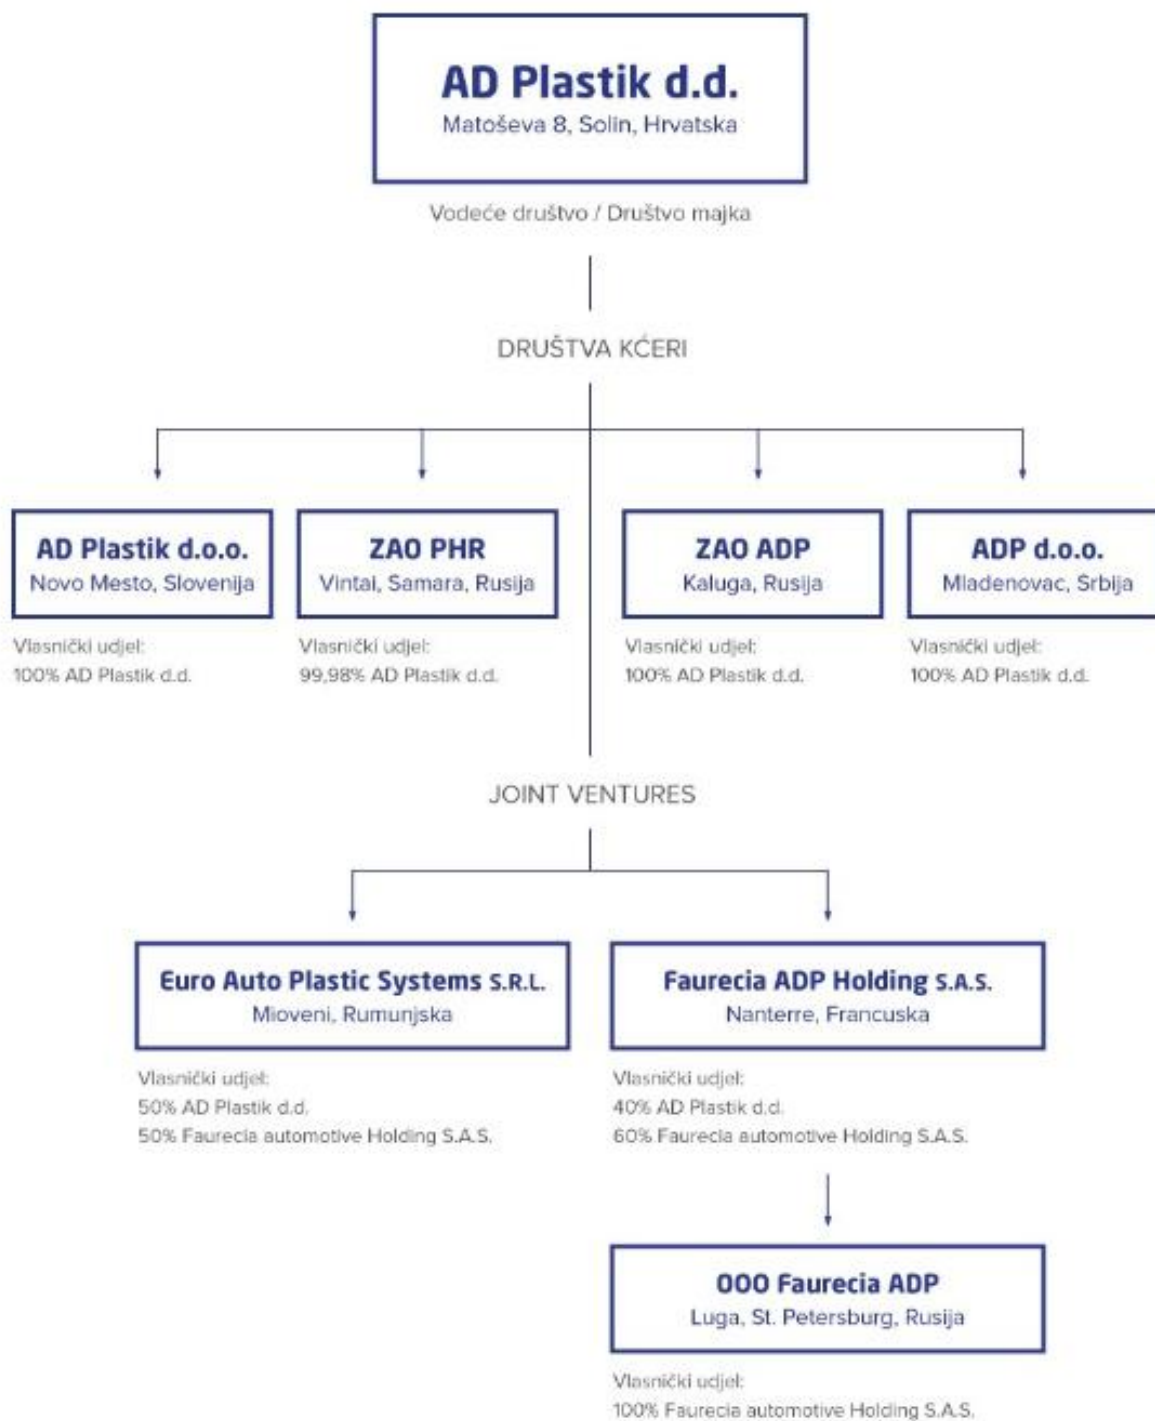 AD Plastik d.d.
Matoševa 8, Solin, Hrvatska
Vodeće društvo / Društvo majka
DRUŠTVA KĆERI
AD Plastik d.o.o.
Novo Mesto, Slovenija
Vlasnički udjel:
100% AD Plastik d.d.
ZAO PHR
Vintai, Samara, Rusija
Vlasnički udjel:
99,98% AD Plastik d.d.
ZAO ADP
Kaluga, Rusija
Vlasnički udjel:
100% AD Plastik d.d.
ADP d.o.o.
Mladenovac, Srbija
Vlasnički udjel:
100% AD Plastik d.d.
JOINT VENTURES
Euro Auto Plastic Systems S.R.L.
Mioveni, Rumunjska
Vlasnički udjel:
50% AD Plastik d.d.
50% Faurecia automotive Holding S.A.S.
Faurecia ADP Holding S.A.S.
Nanterre, Francuska
Vlasnički udjel:
40% AD Plastik d.d.
60% Faurecia automotive Holding S.A.S.
OOO Faurecia ADP
Luga, St. Petersburg, Rusija
Vlasnički udjel:
100% Faurecia automotive Holding S.A.S.